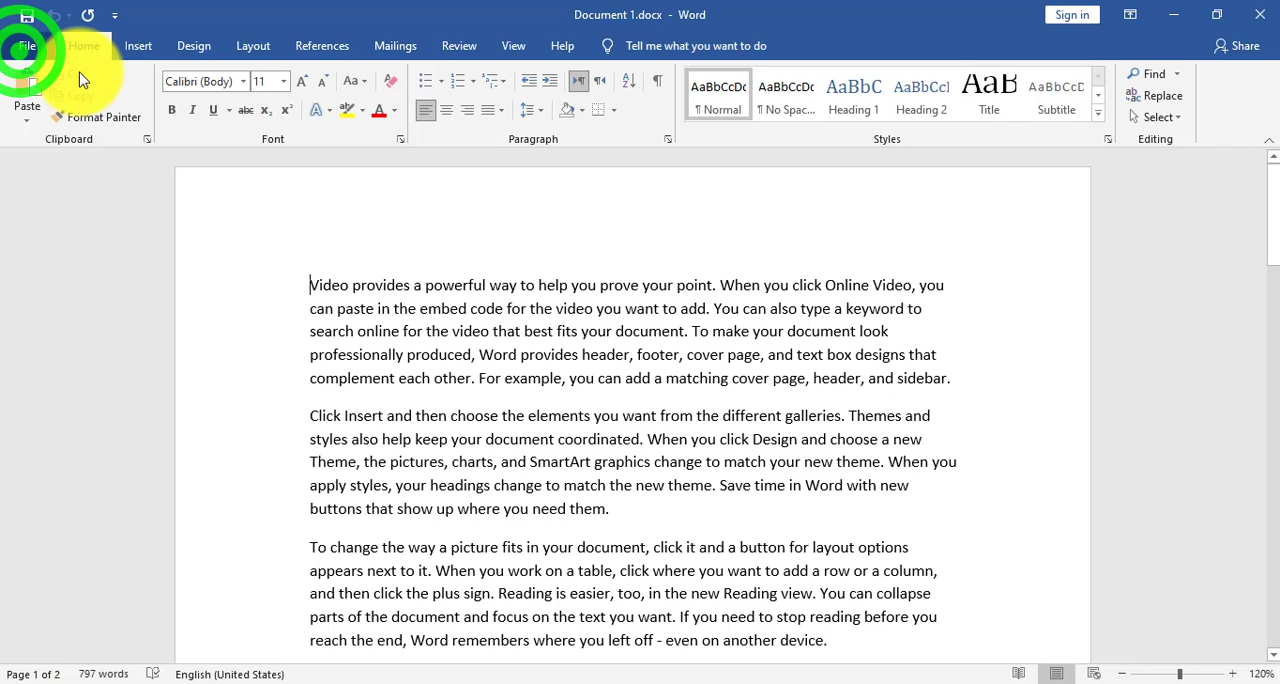 Document 1.docx - Word
Sign in
File Home Insert Design Layout References Mailings Review View Help Tell me what you want to do Share
Paste
Copy
Format Painter
Clipboard
Calibri (Body) 11 Aa
B I U abc x₂ x² A A
Font
Paragraph
AaBbCcDc AaBbCcDc AaBbC AaBbCcl AaB AaBbCcD
¶ Normal ¶ No Spac... Heading 1 Heading 2 Title Subtitle
Styles
Find
Replace
Select
Editing
Video provides a powerful way to help you prove your point. When you click Online Video, you
can paste in the embed code for the video you want to add. You can also type a keyword to
search online for the video that best fits your document. To make your document look
professionally produced, Word provides header, footer, cover page, and text box designs that
complement each other. For example, you can add a matching cover page, header, and sidebar.
Click Insert and then choose the elements you want from the different galleries. Themes and
styles also help keep your document coordinated. When you click Design and choose a new
Theme, the pictures, charts, and SmartArt graphics change to match your new theme. When you
apply styles, your headings change to match the new theme. Save time in Word with new
buttons that show up where you need them.
To change the way a picture fits in your document, click it and a button for layout options
appears next to it. When you work on a table, click where you want to add a row or a column,
and then click the plus sign. Reading is easier, too, in the new Reading view. You can collapse
parts of the document and focus on the text you want. If you need to stop reading before you
reach the end, Word remembers where you left off - even on another device.
Page 1 of 2 797 words English (United States) 120%